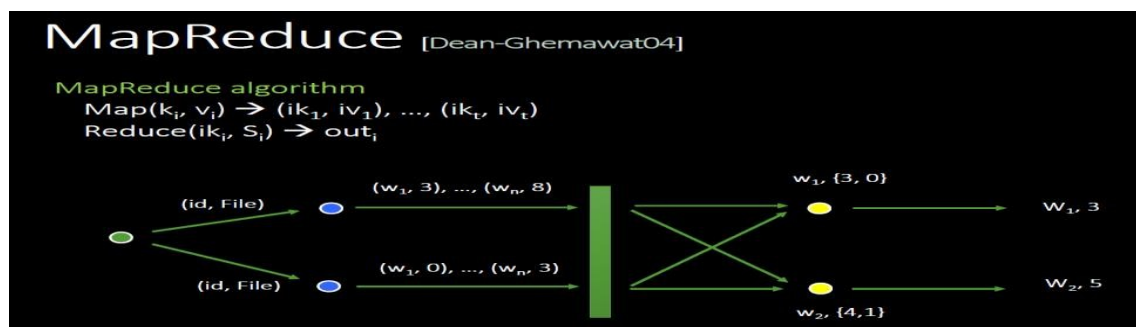 MapReduce [Dean-Ghemawat04]
MapReduce algorithm
Map(kᵢ, vᵢ) → (ik₁, iv₁), ..., (ikₜ, ivₜ)
Reduce(ikᵢ, Sᵢ) → outᵢ
(id, File)
(w₁, 3), ..., (wₙ, 8)
w₁, {3, 0}
W₁, 3
(id, File)
(w₁, 0), ..., (wₙ, 3)
w₂, {4,1}
W₂, 5